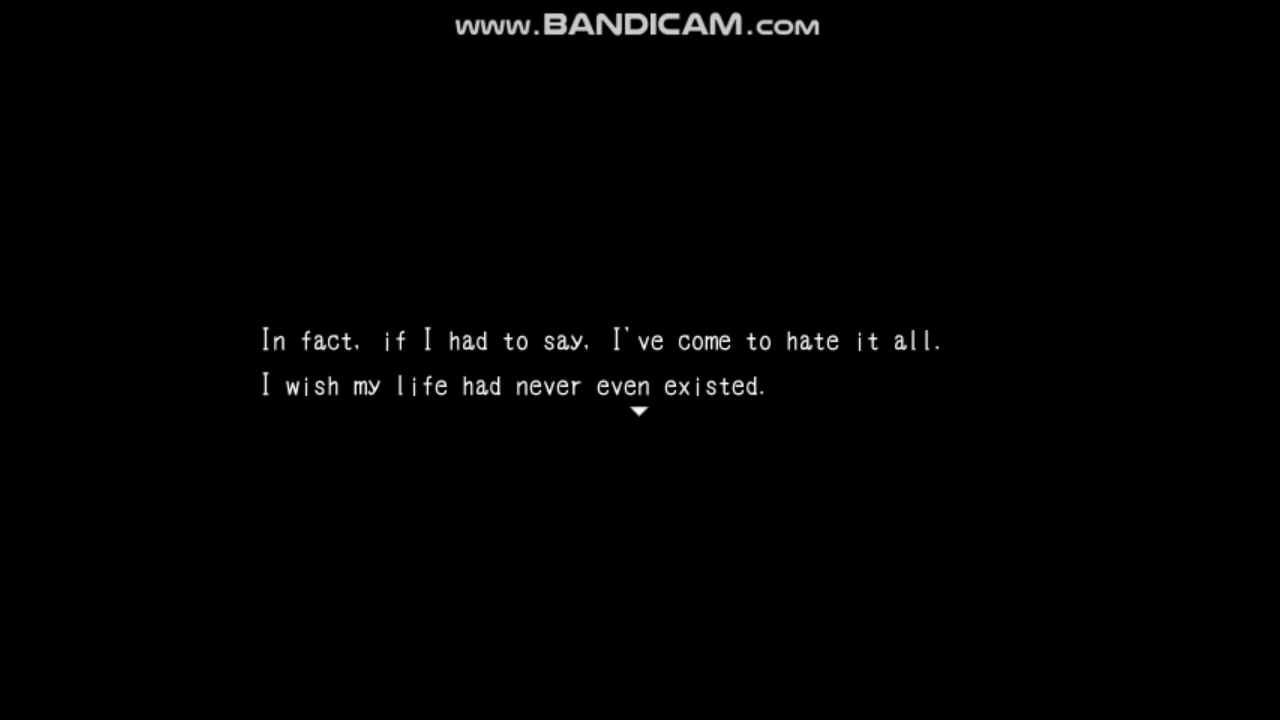 www.BANDICAM.com
In fact, if I had to say, I've come to hate it all.
I wish my life had never even existed.